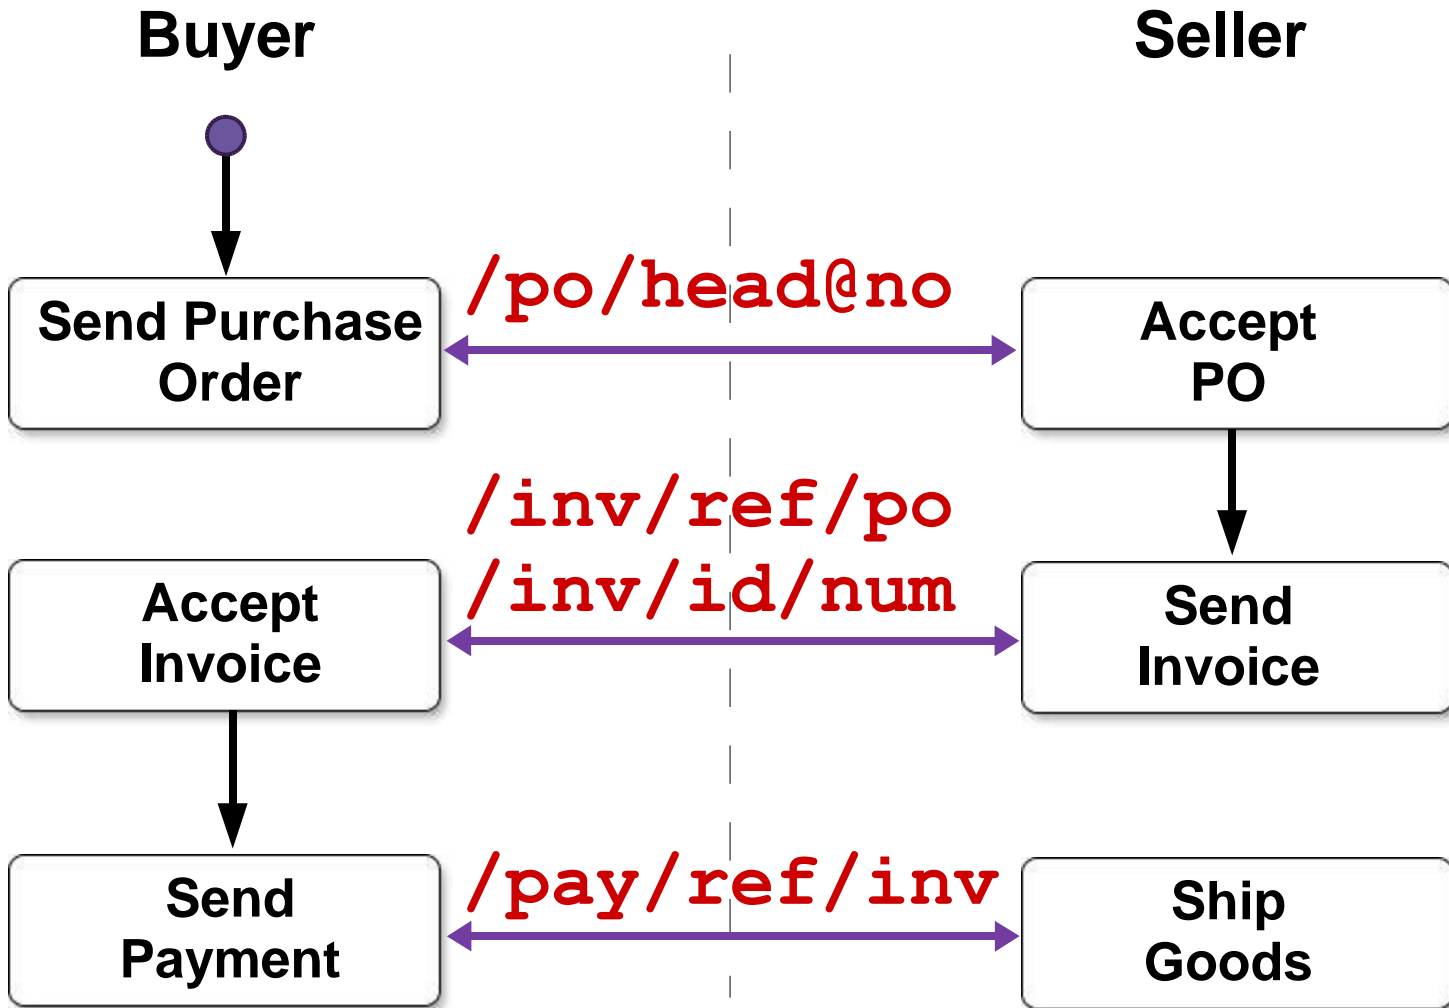 Buyer
Seller
Send Purchase
Order
/po/head@no
Accept
PO
/inv/ref/po
/inv/id/num
Accept
Invoice
Send
Invoice
Send
Payment
/pay/ref/inv
Ship
Goods